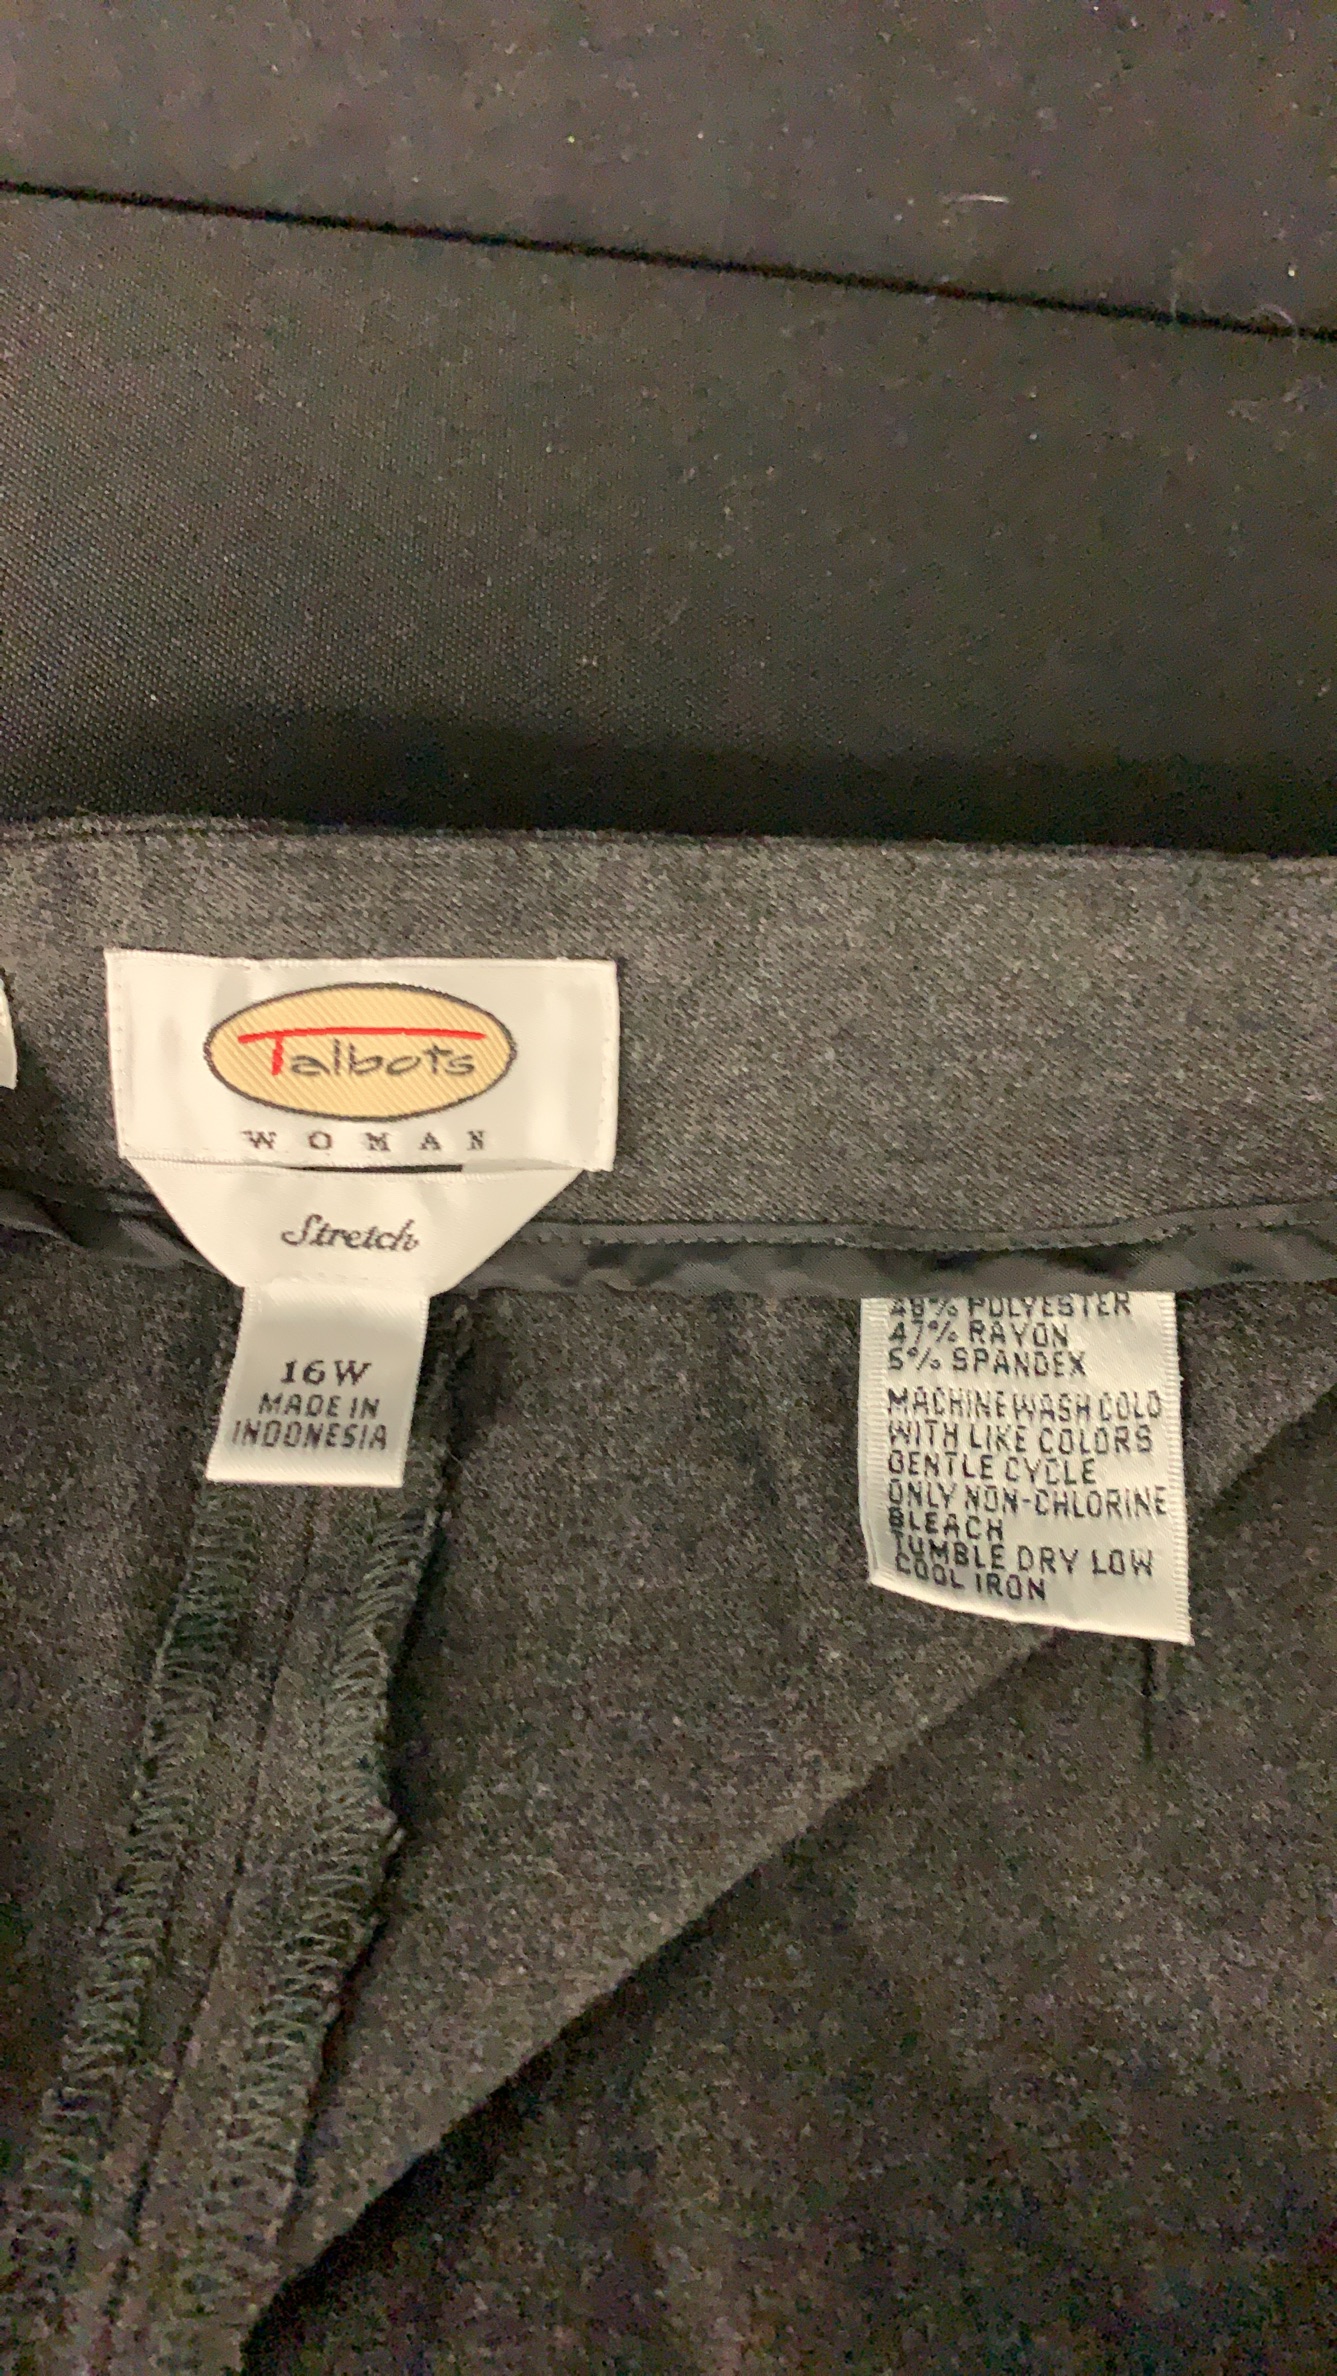 Talbots
WOMAN
Stretch
16W
MADE IN
INDONESIA
48% POLYESTER
47% RAYON
5% SPANDEX
MACHINE WASH COLD
WITH LIKE COLORS
GENTLE CYCLE
ONLY NON-CHLORINE
BLEACH
TUMBLE DRY LOW
COOL IRON